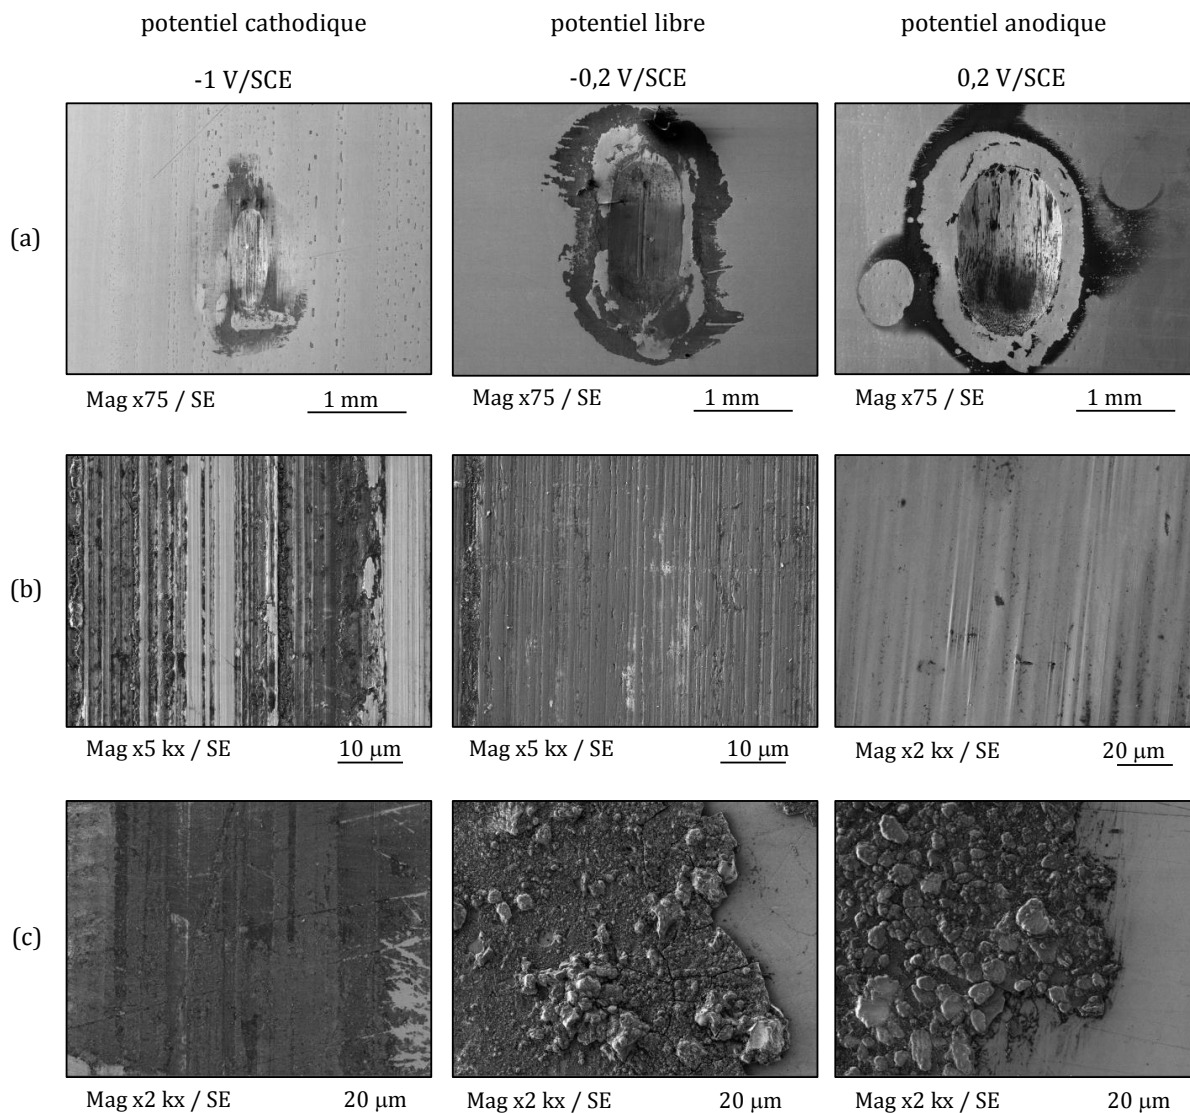 potentiel cathodique potentiel libre potentiel anodique
-1 V/SCE -0,2 V/SCE 0,2 V/SCE
(a)
Mag x75 / SE 1 mm Mag x75 / SE 1 mm Mag x75 / SE 1 mm
(b)
Mag x5 kx / SE 10 μm Mag x5 kx / SE 10 μm Mag x2 kx / SE 20 μm
(c)
Mag x2 kx / SE 20 μm Mag x2 kx / SE 20 μm Mag x2 kx / SE 20 μm